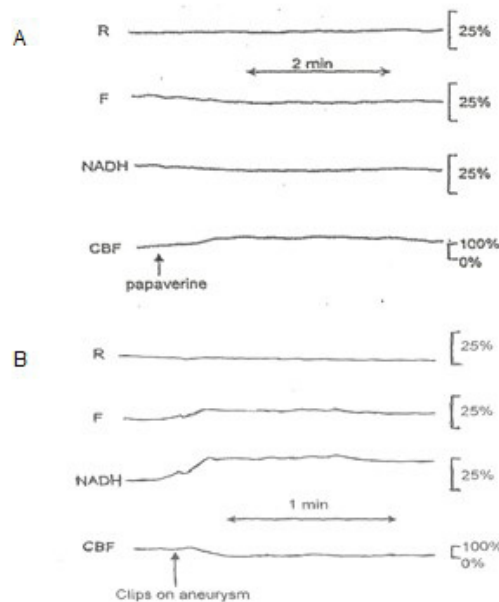 A
R
25%
2 min
F
25%
NADH
25%
CBF
100%
0%
papaverine
B
R
25%
F
25%
NADH
25%
1 min
CBF
100%
0%
Clips on aneurysm